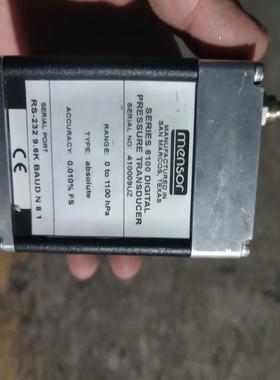 mensor
MANUFACTURED IN
SAN MARCOS, TEXAS
SERIES 6100 DIGITAL
PRESSURE TRANSDUCER
SERIAL NO: 410009UZ
RANGE: 0 to 1100 hPa
TYPE: absolute
ACCURACY: 0.010% FS
SERIAL PORT
RS-232 9.6K BAUD N 8 1
CE